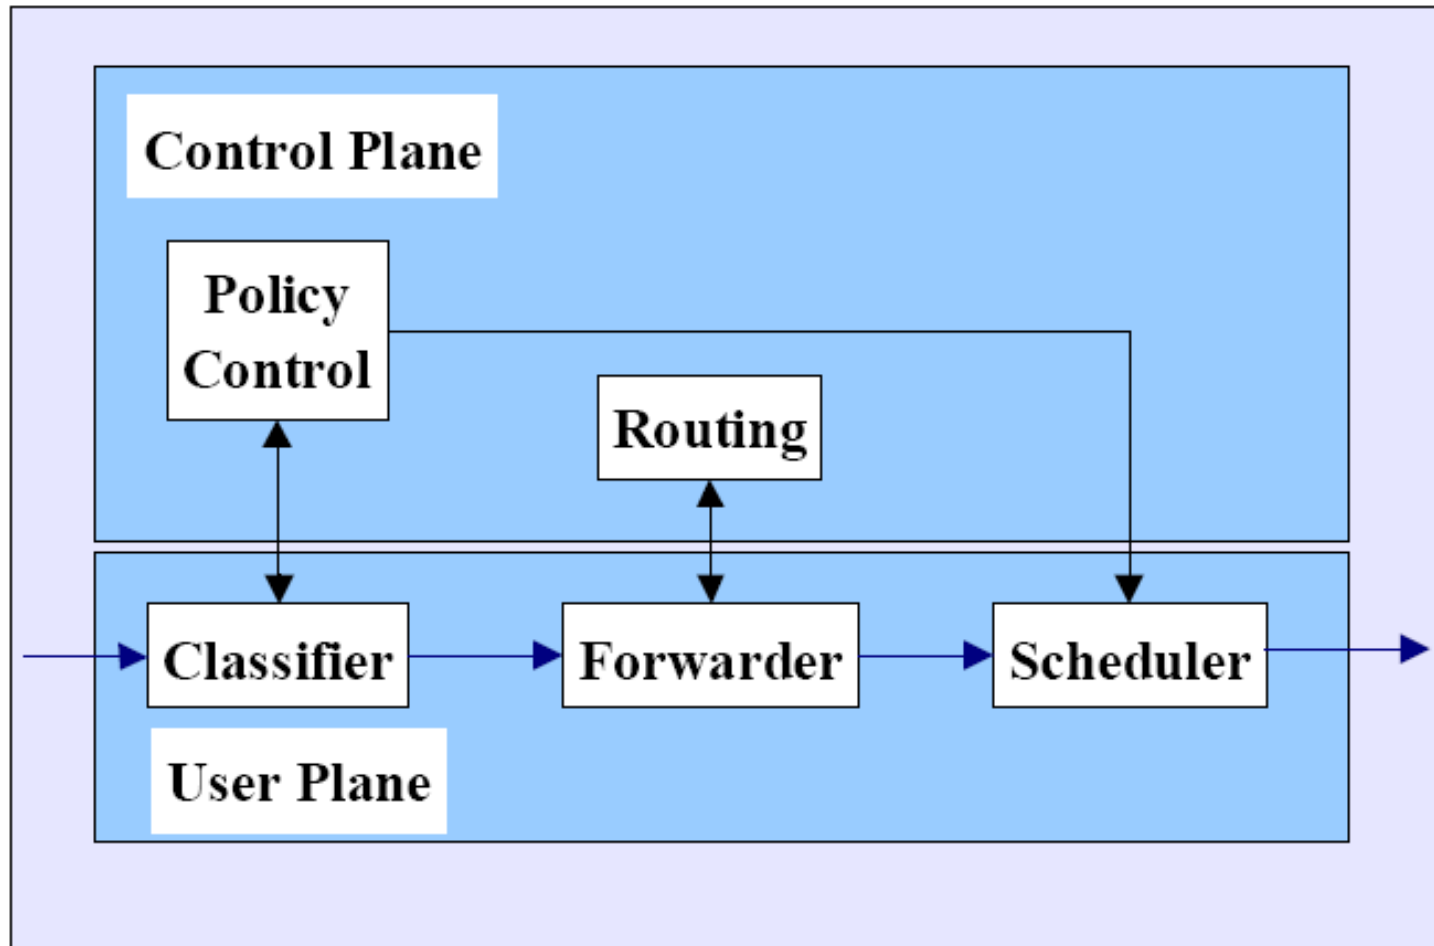 Control Plane
Policy
Control
Routing
Classifier
Forwarder
Scheduler
User Plane